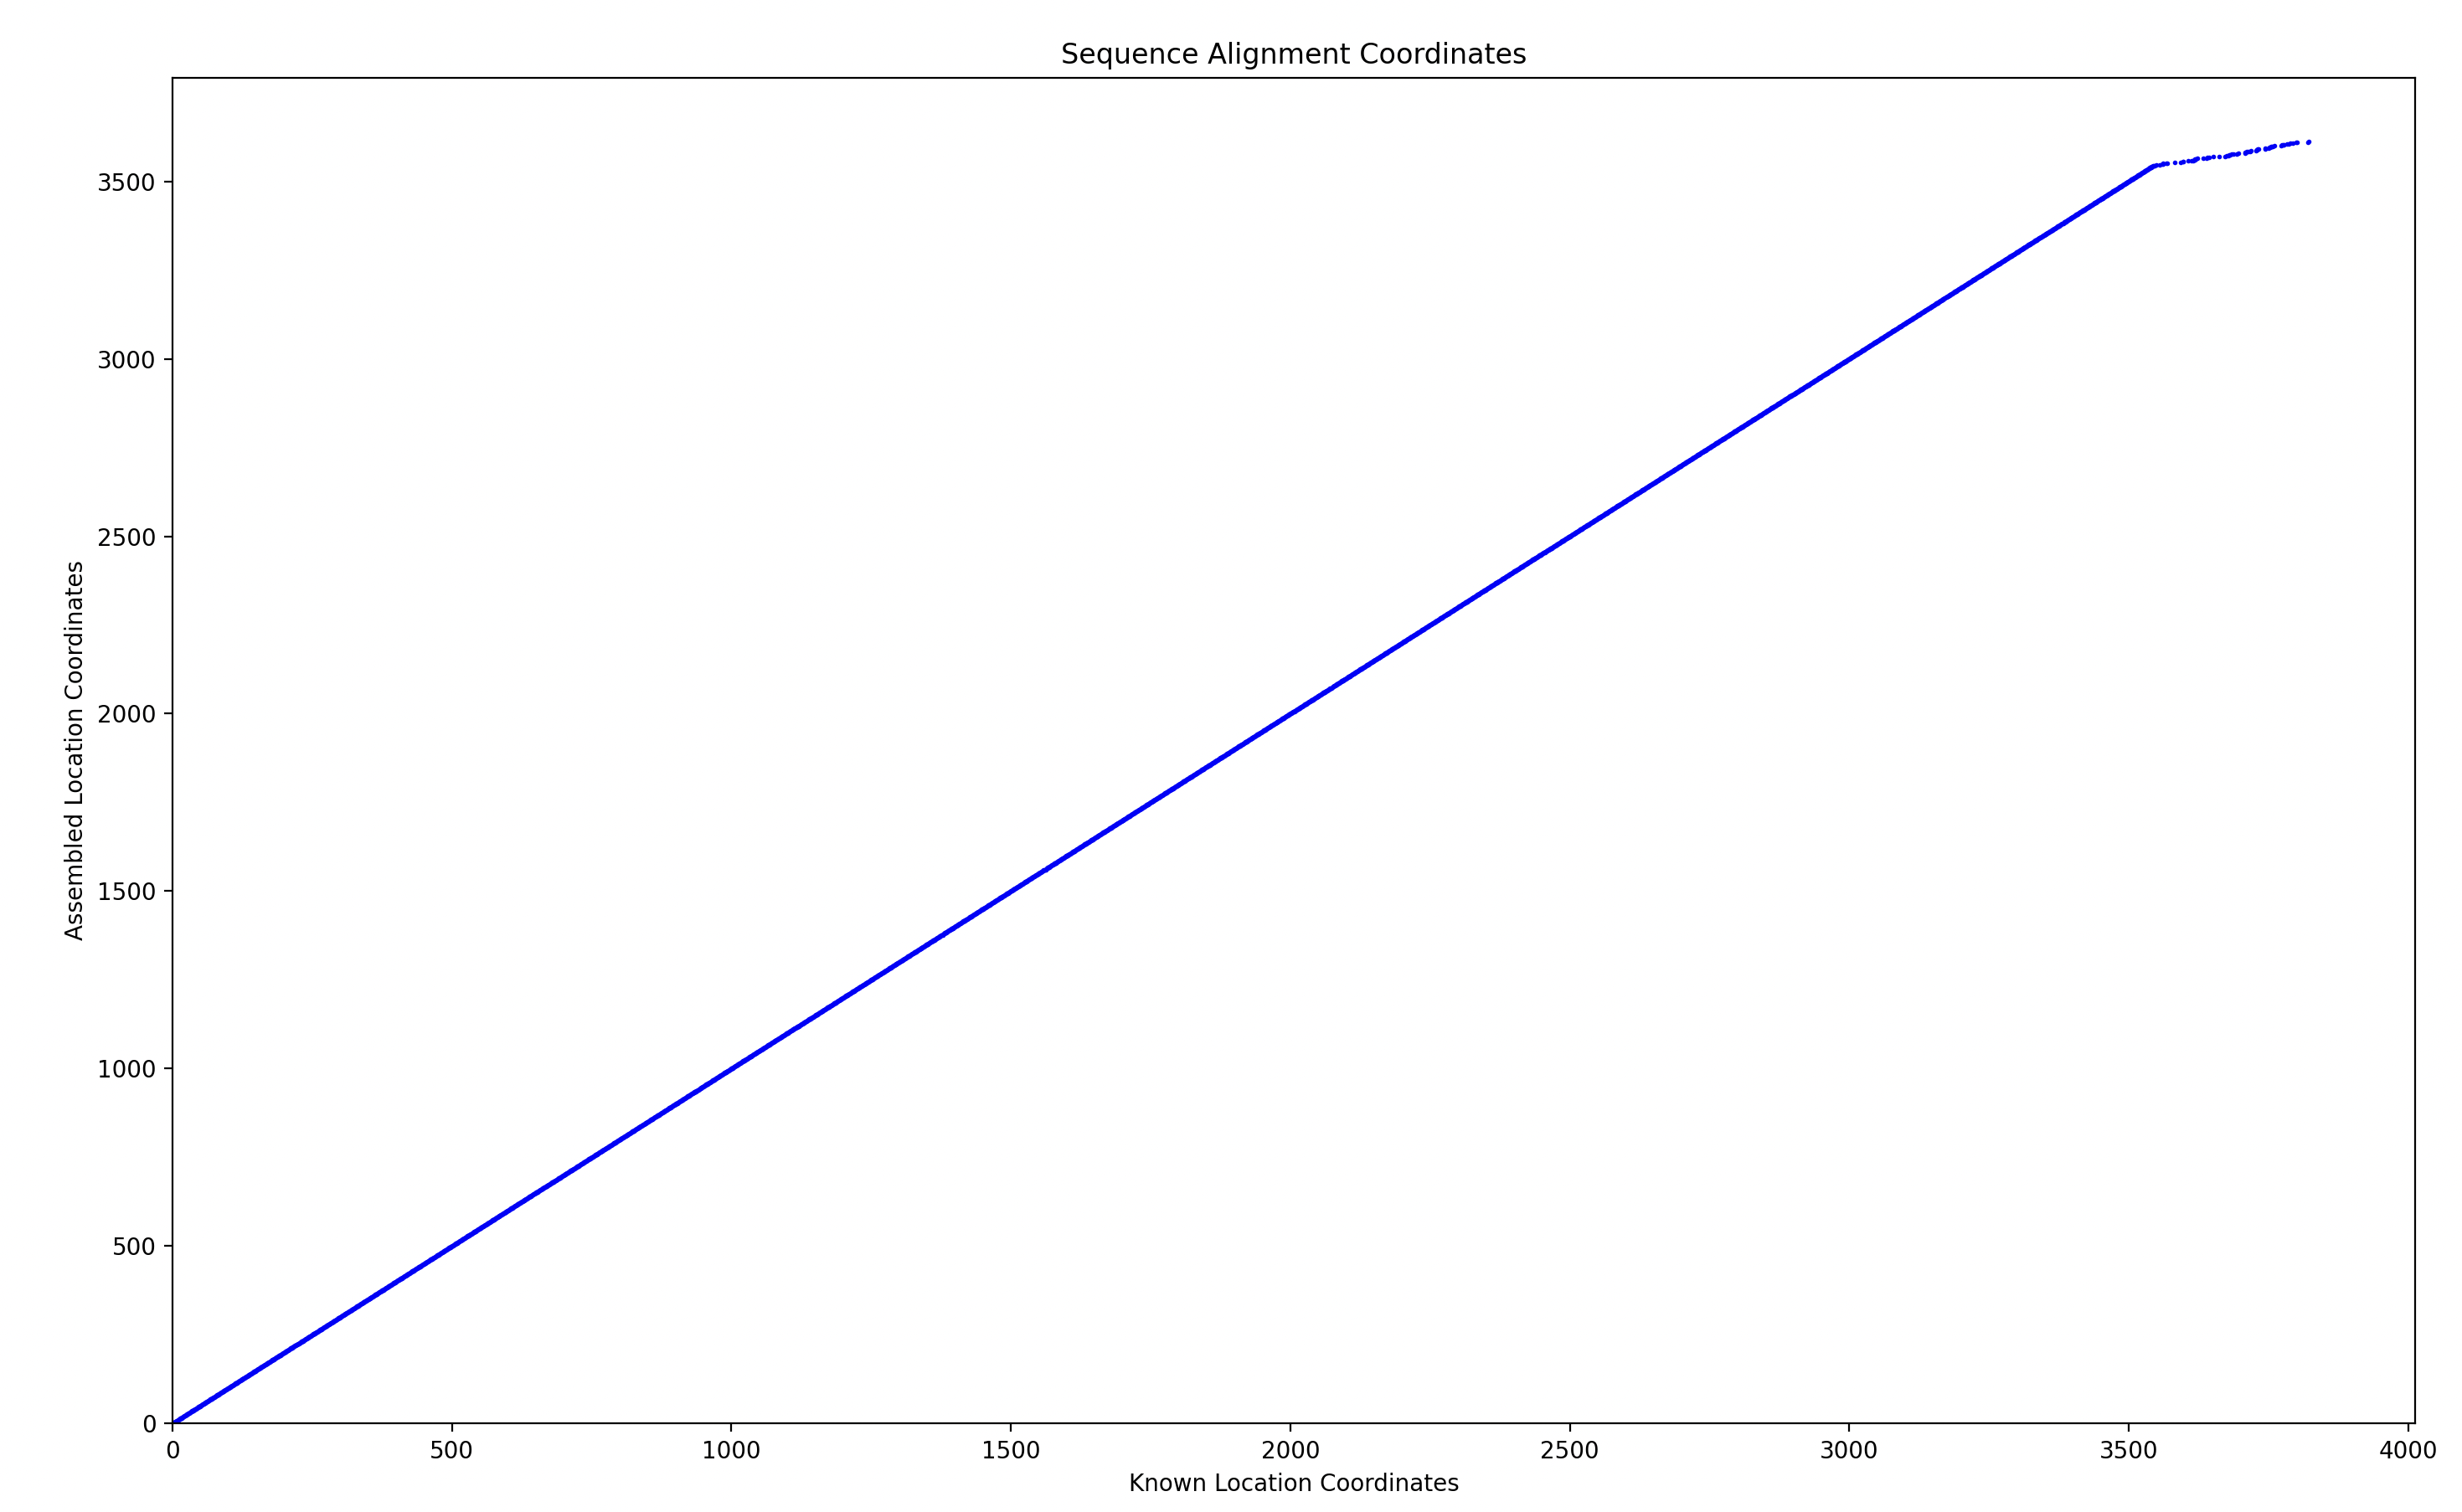 Sequence Alignment Coordinates
3500
3000
2500
2000
1500
1000
500
0
Assembled Location Coordinates
0 500 1000 1500 2000 2500 3000 3500 4000
Known Location Coordinates